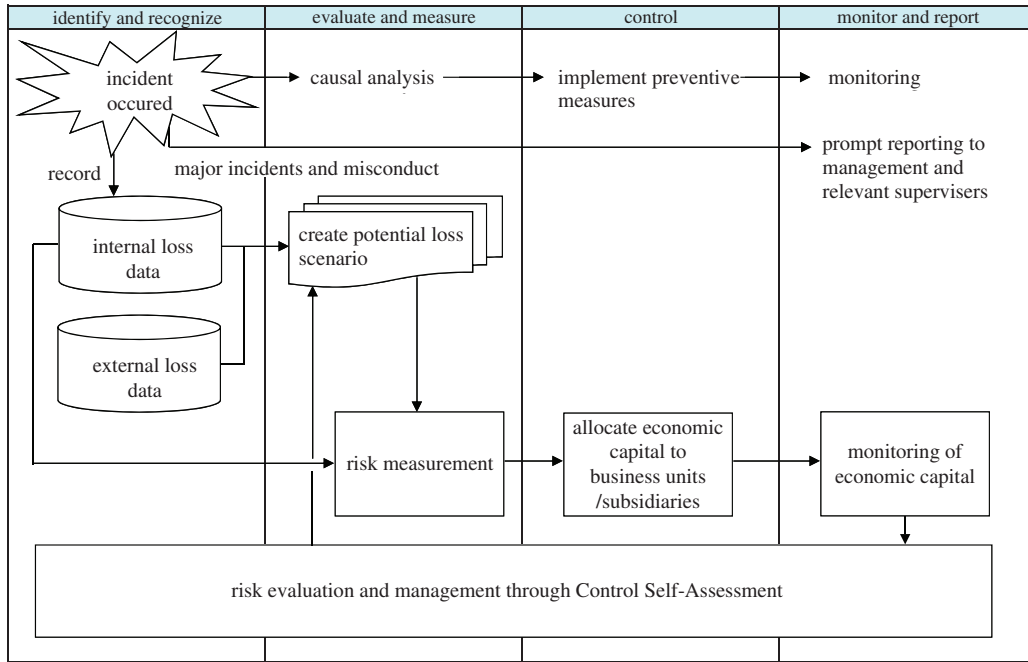 identify and recognize
evaluate and measure
control
monitor and report
incident
occured
causal analysis
implement preventive
measures
monitoring
prompt reporting to
management and
relevant supervisers
record
major incidents and misconduct
internal loss
data
create potential loss
scenario
external loss
data
risk measurement
allocate economic
capital to
business units
/subsidiaries
monitoring of
economic capital
risk evaluation and management through Control Self-Assessment